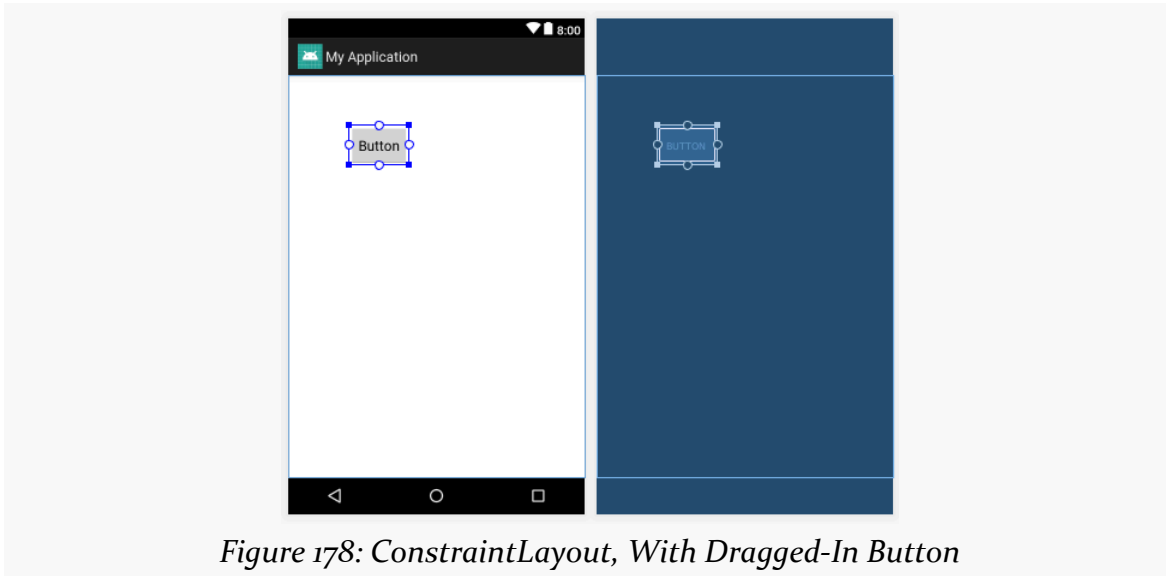 8:00
My Application
Button
BUTTON
Figure 178: ConstraintLayout, With Dragged-In Button